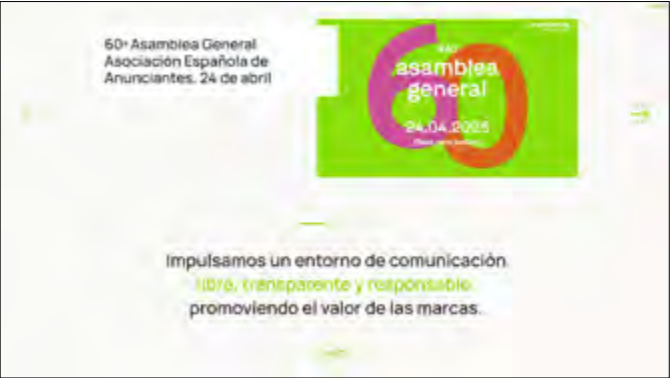 60ª Asamblea General
Asociación Española de
Anunciantes, 24 de abril
60
asamblea
general
24.04.2025
Impulsamos un entorno de comunicación
libre, transparente y responsable
promoviendo el valor de las marcas.